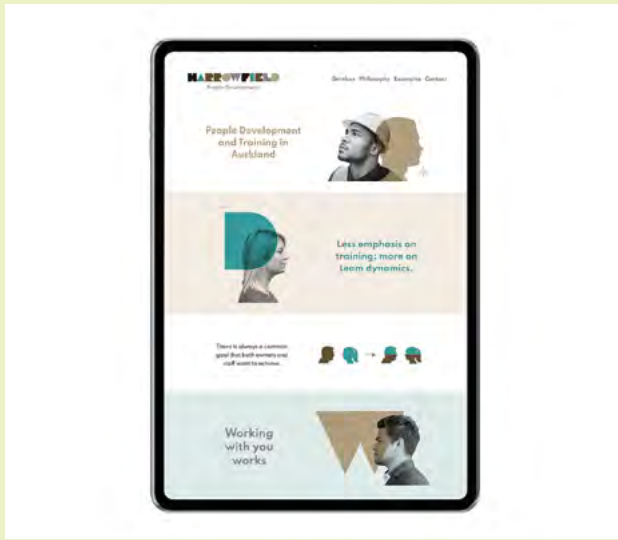 HARROWFIELD
People Development
Services Philosophy Examples Contact
People Development
and Training in
Auckland
Less emphasis on
training; more on
team dynamics.
There is always a common
goal that both owners and
staff want to achieve.
Working
with you
works